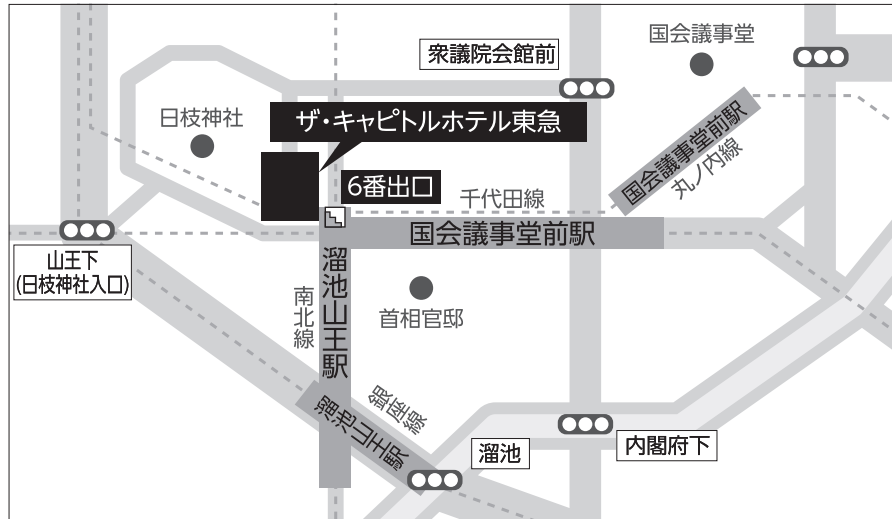 国会議事堂
衆議院会館前
日枝神社
ザ・キャピトルホテル東急
国会議事堂前駅
丸ノ内線
6番出口
千代田線
国会議事堂前駅
山王下
(日枝神社入口)
南北線
溜池山王駅
首相官邸
銀座線
溜池山王駅
溜池
内閣府下